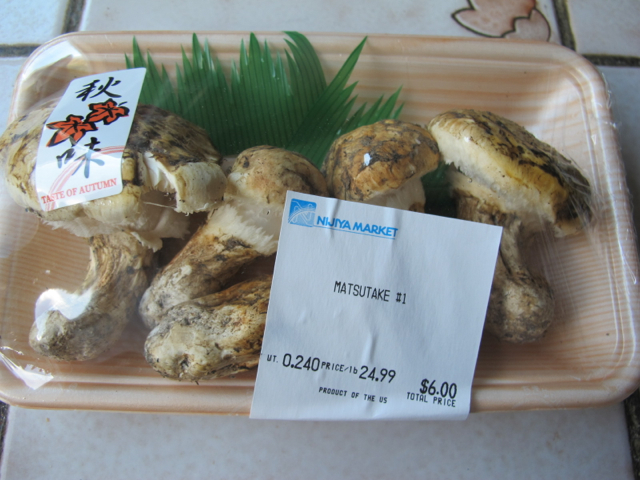 秋味
TASTE OF AUTUMN
NIJIYA MARKET
MATSUTAKE #1
WT. 0.240 PRICE/lb 24.99 $6.00
PRODUCT OF THE US TOTAL PRICE